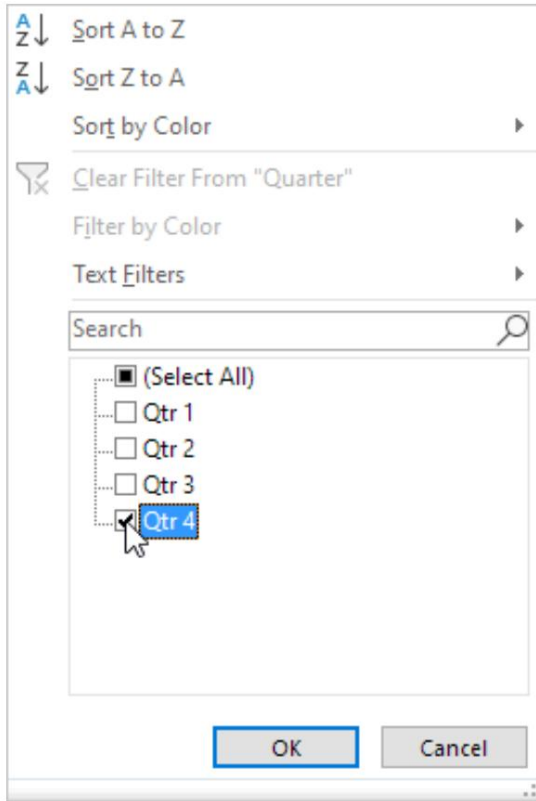 Sort A to Z
Sort Z to A
Sort by Color
Clear Filter From "Quarter"
Filter by Color
Text Filters
Search
(Select All)
Qtr 1
Qtr 2
Qtr 3
Qtr 4
OK Cancel